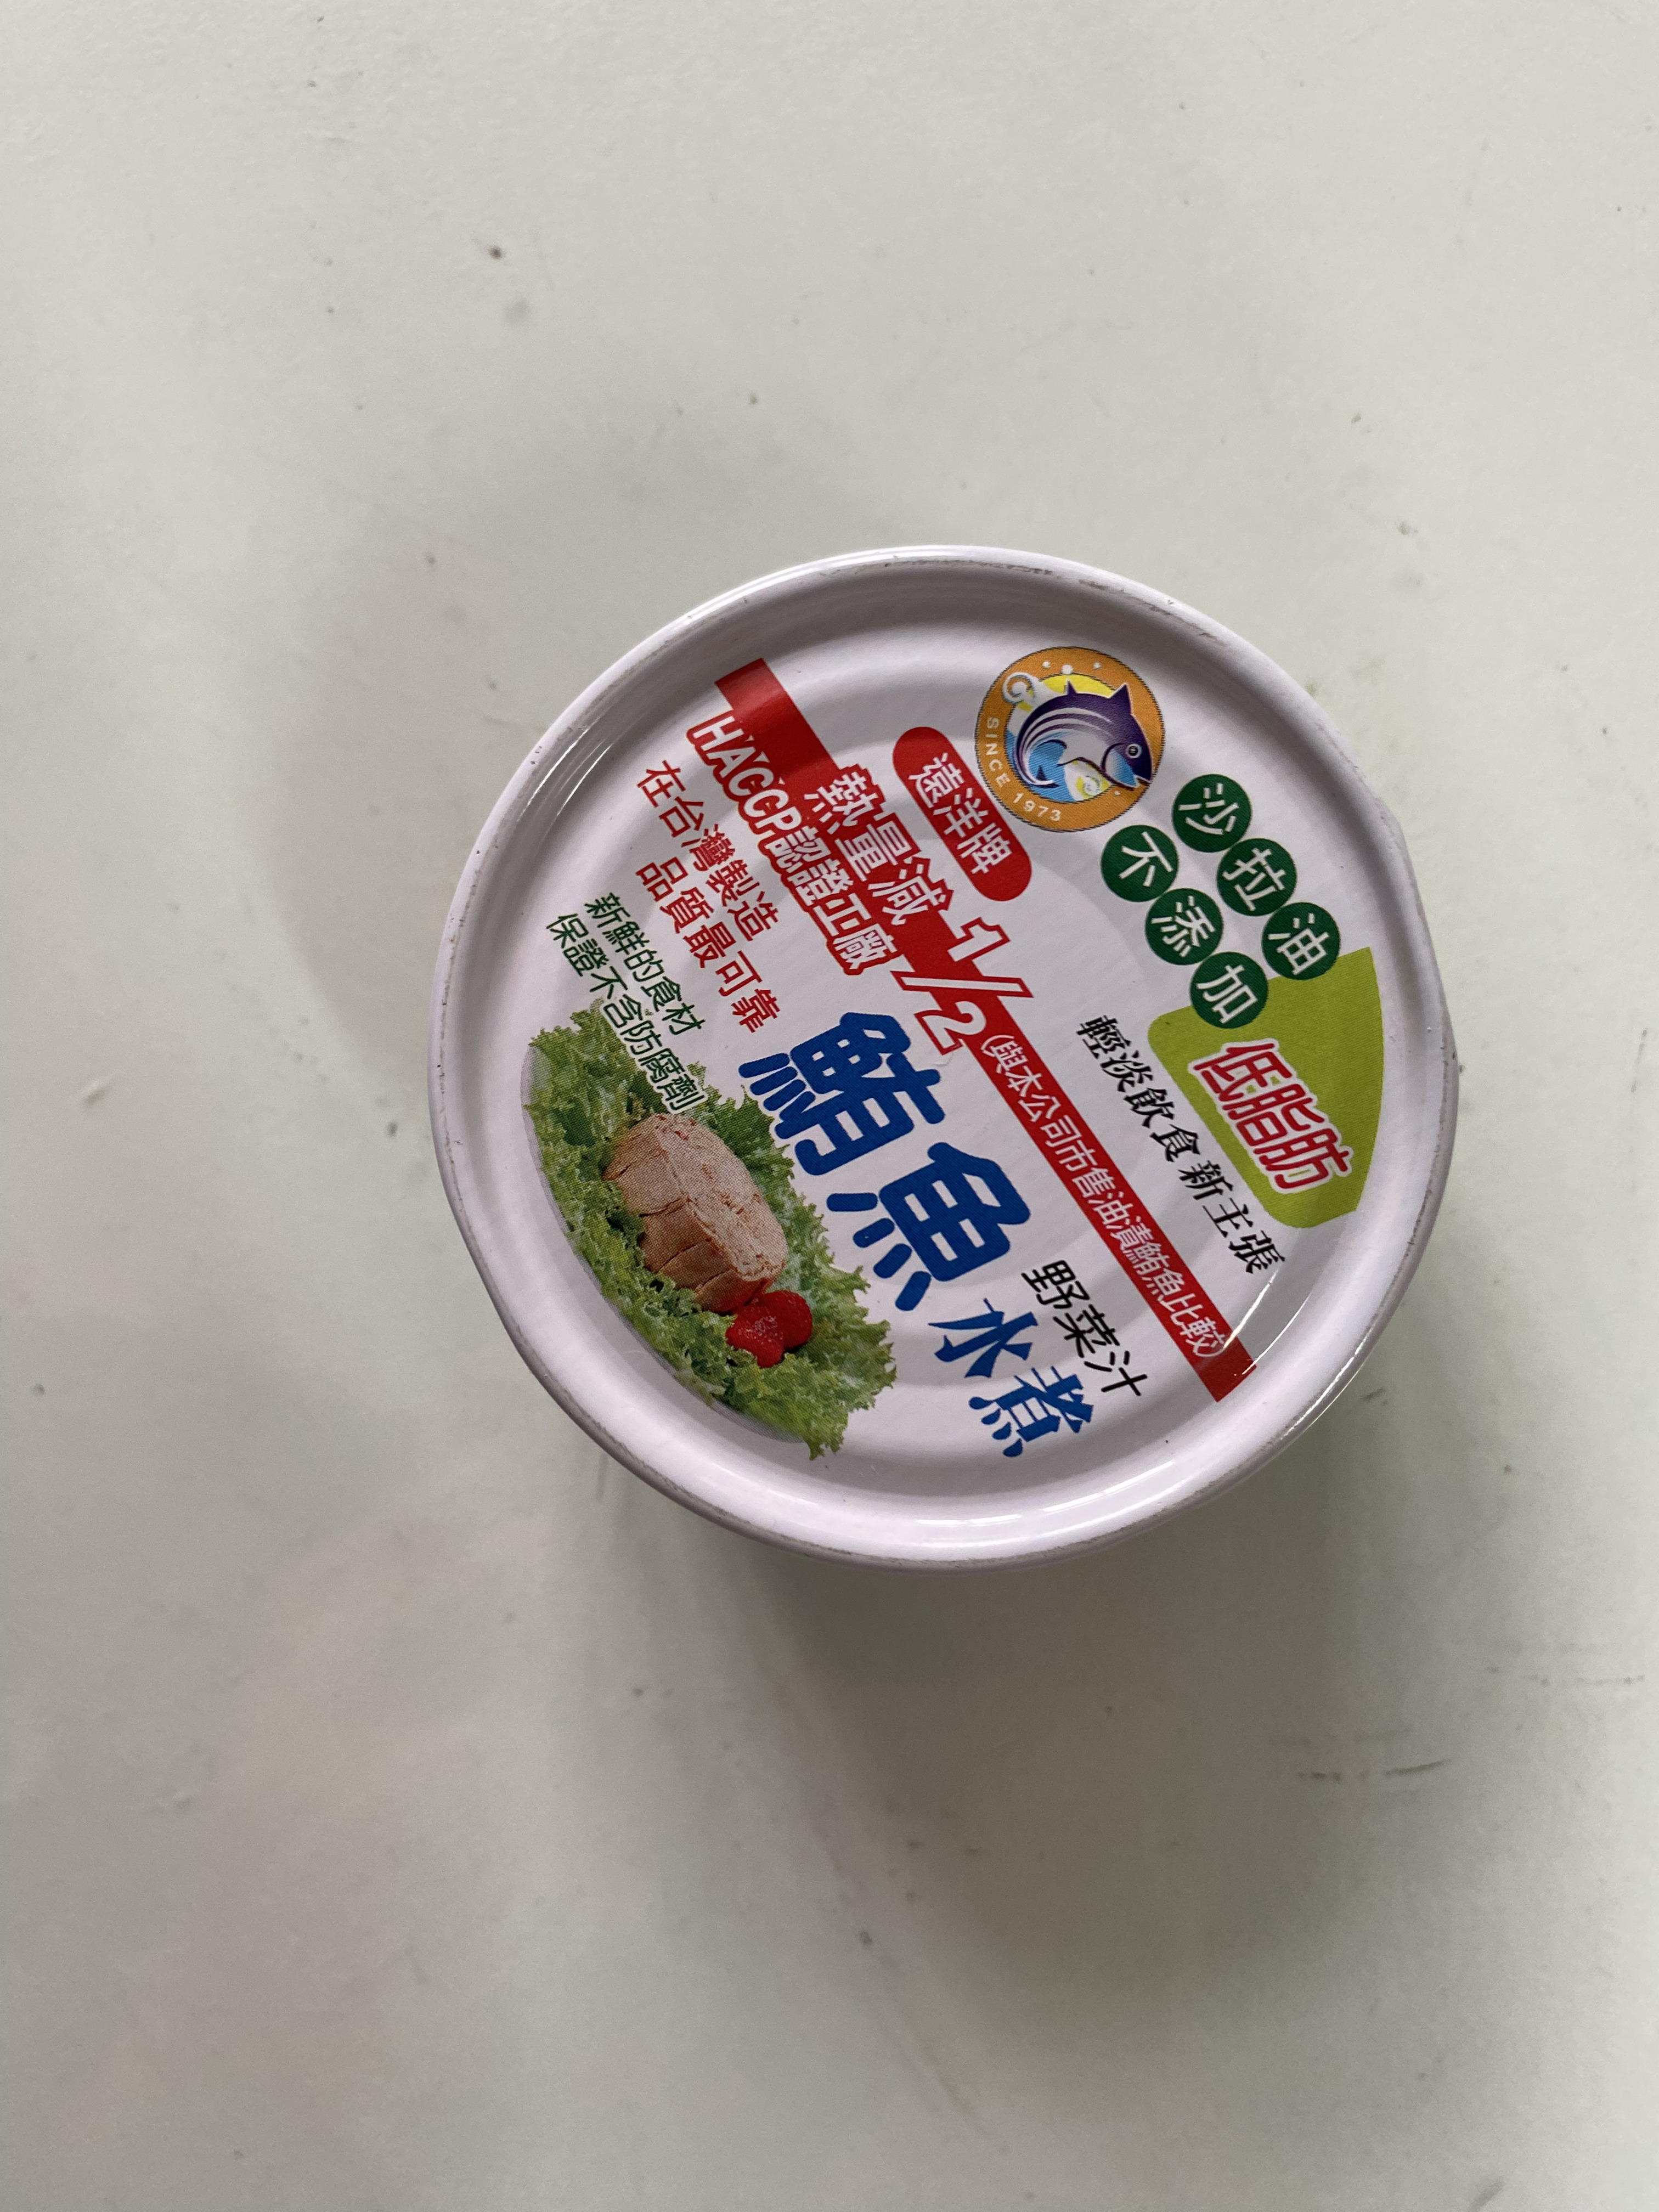 SINCE 1973
遠洋牌
沙拉油
不添加
低脂肪
輕淡飲食 新主張
熱量減1/2(與本公司市售油漬鮪魚比較)
HACCP認證工廠
在台灣製造
品質最可靠
新鮮的食材
保證不含防腐劑
鮪魚
野菜汁
水煮